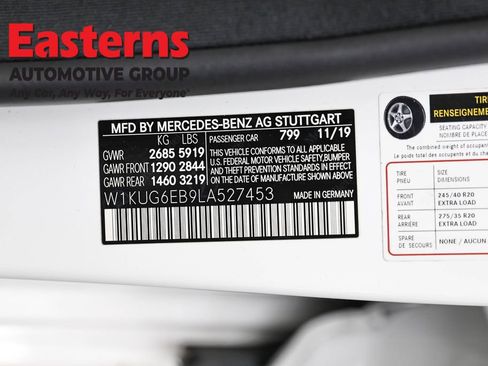 Easterns
AUTOMOTIVE GROUP
Any Car, Any Way, For Everyone
MFD BY MERCEDES-BENZ AG STUTTGART
KG LBS PASSENGER CAR 799 11/19
GVWR 2685 5919 THIS VEHICLE CONFORMS TO ALL APPLICABLE
GAWR FRONT 1290 2844 U.S. FEDERAL MOTOR VEHICLE SAFETY/BUMPER
GAWR REAR 1460 3219 AND THEFT PREVENTION STANDARDS IN EFFECT
ON THE DATE OF MANUFACTURE SHOWN ABOVE.
W1KUG6EB9LA527453 MADE IN GERMANY
TIRE
RENSEIGNEMENT
SEATING CAPACITY
NOMBRE DE PLACES
The combined weight of occupants
Le poids total des occupants et du
TIRE SIZE
PNEU DIMENSIONS
FRONT 245/40 R20
AVANT EXTRA LOAD
REAR 275/35 R20
ARRIÈRE EXTRA LOAD
SPARE NONE / AUCUN
DE SECOURS